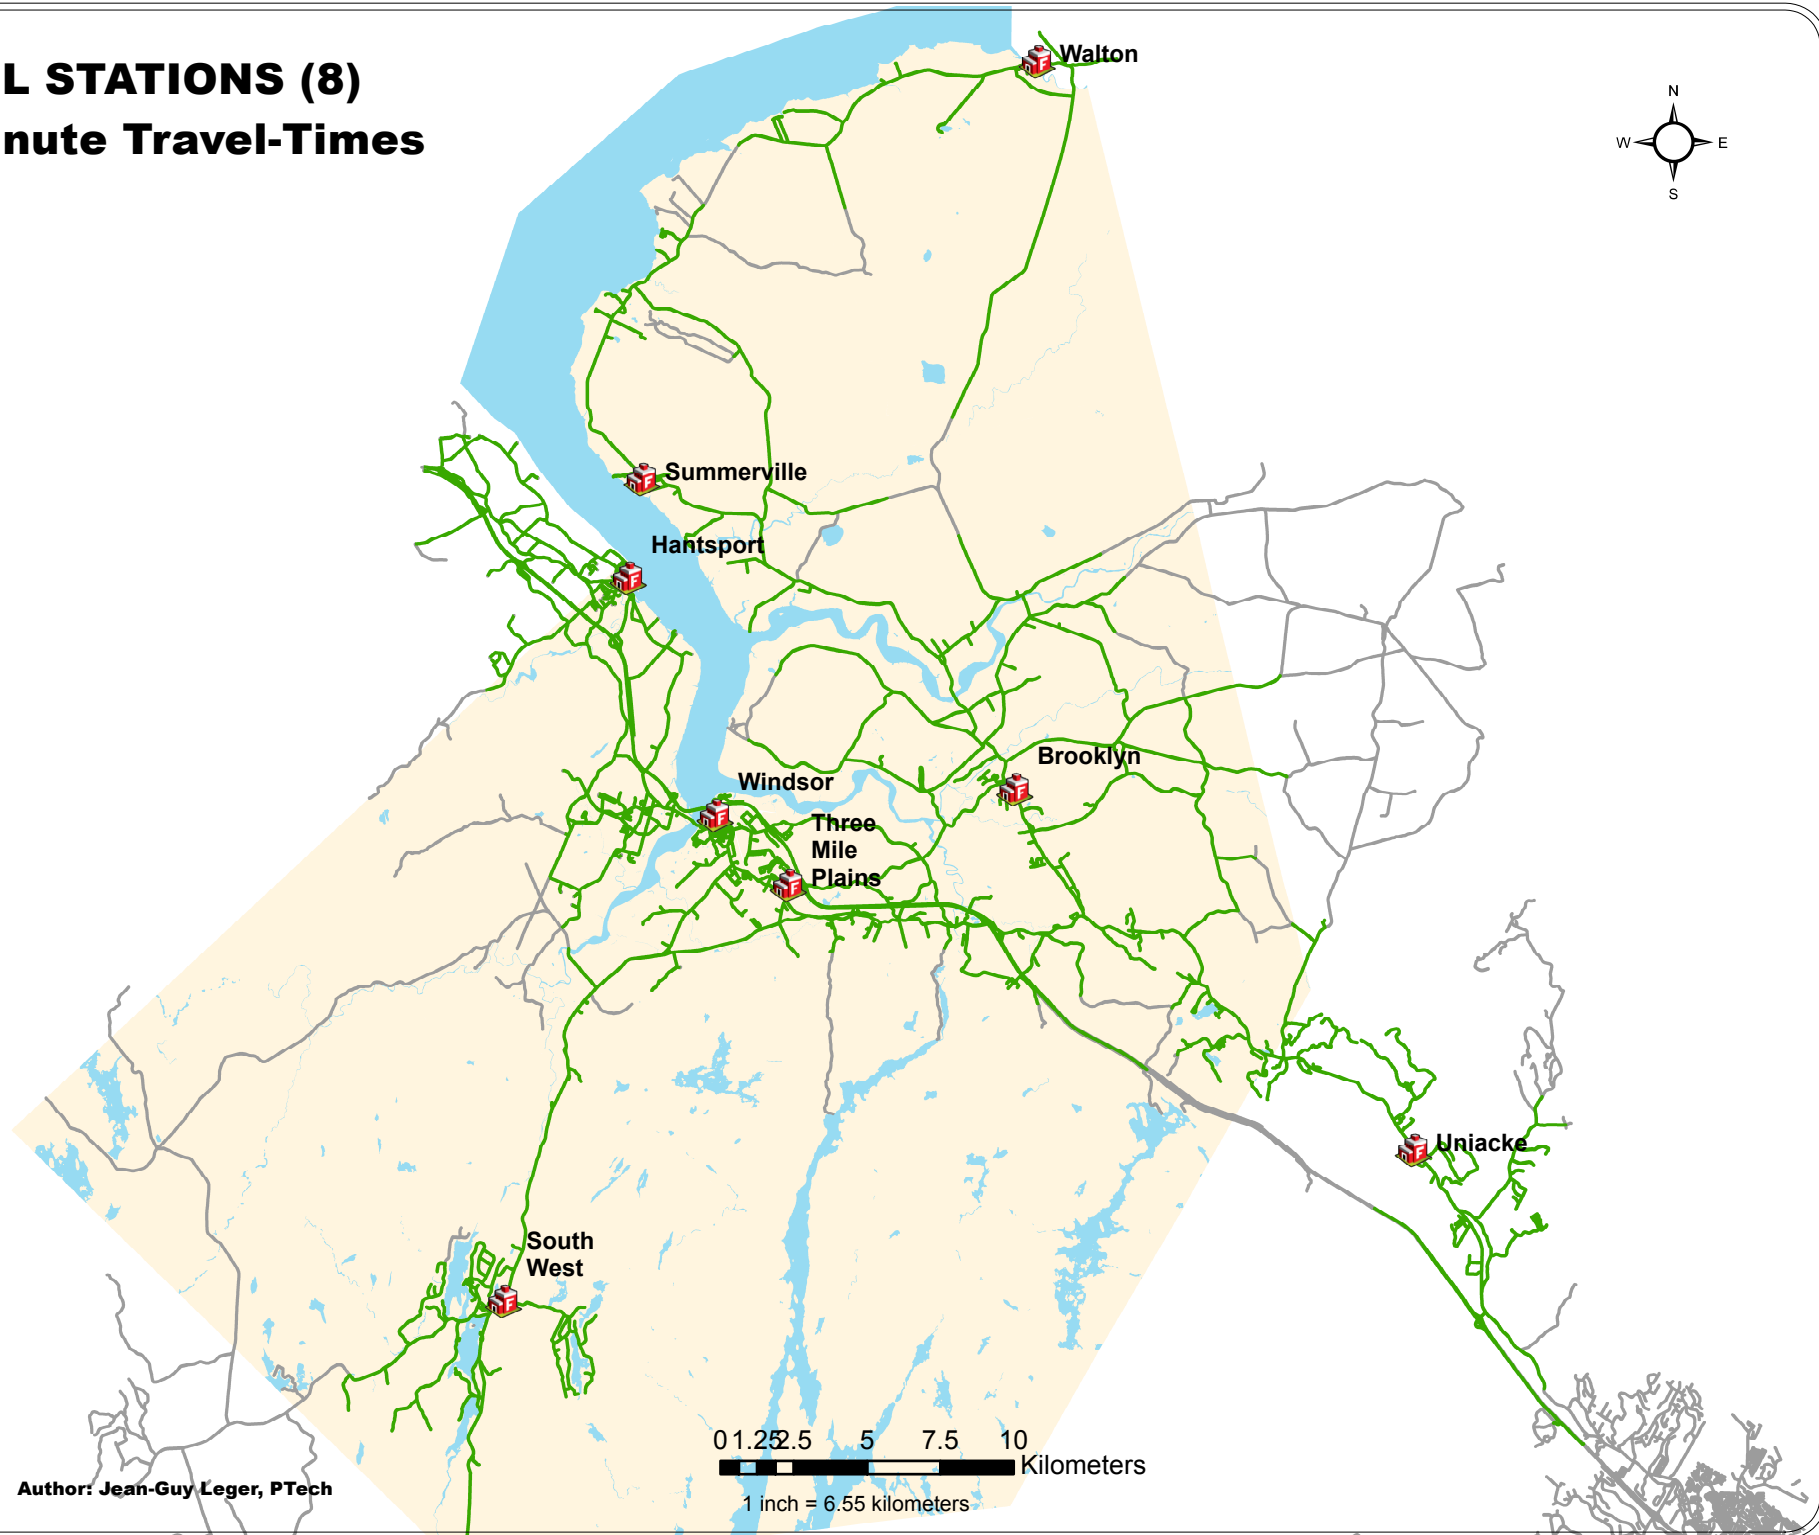 L STATIONS (8)
nute Travel-Times
Walton
N
W E
S
Summerville
Hantsport
Brooklyn
Windsor
Three
Mile
Plains
Uniacke
South
West
0 1.25 2.5 5 7.5 10
Kilometers
1 inch = 6.55 kilometers
Author: Jean-Guy Leger, PTech